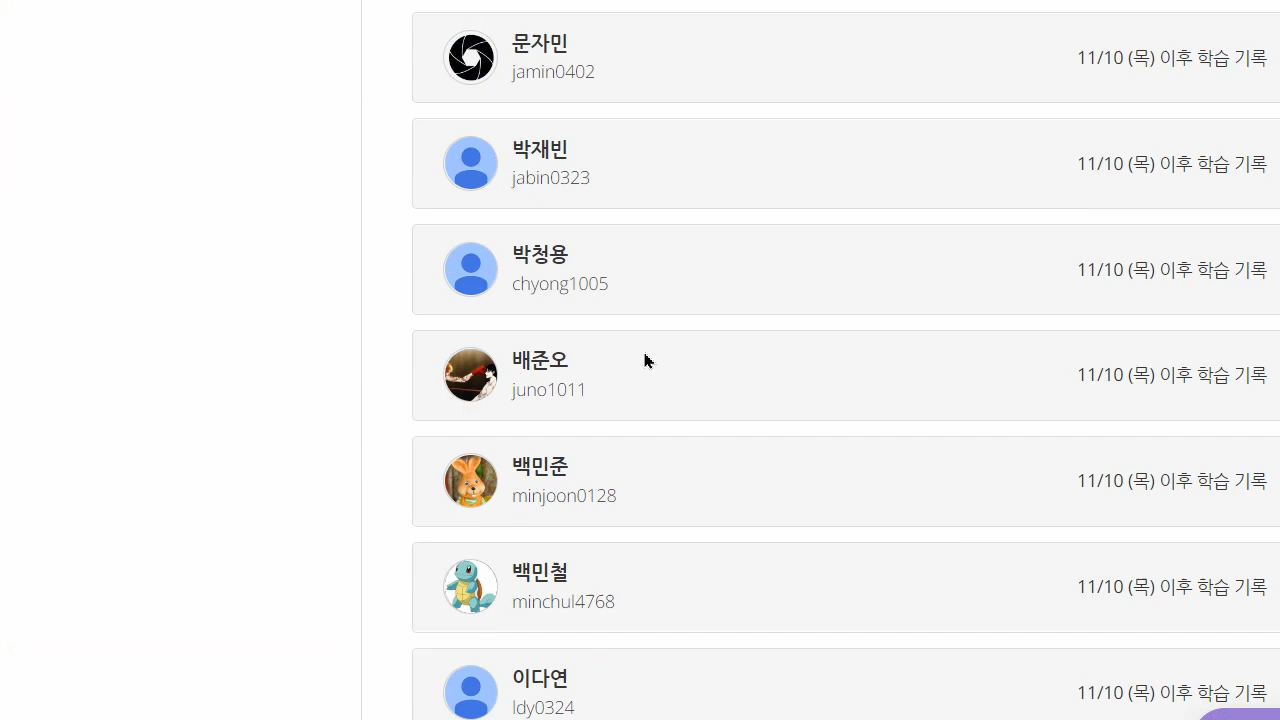 문자민
jamin0402
11/10 (목) 이후 학습 기록
박재빈
jabin0323
11/10 (목) 이후 학습 기록
박청용
chyong1005
11/10 (목) 이후 학습 기록
배준오
juno1011
11/10 (목) 이후 학습 기록
백민준
minjoon0128
11/10 (목) 이후 학습 기록
백민철
minchul4768
11/10 (목) 이후 학습 기록
이다연
ldy0324
11/10 (목) 이후 학습 기록